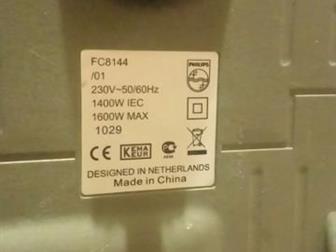 FC8144
/01
230V~50/60Hz
1400W IEC
1600W MAX
1029
PHILIPS
CE KEMA
KEUR
DESIGNED IN NETHERLANDS
Made in China